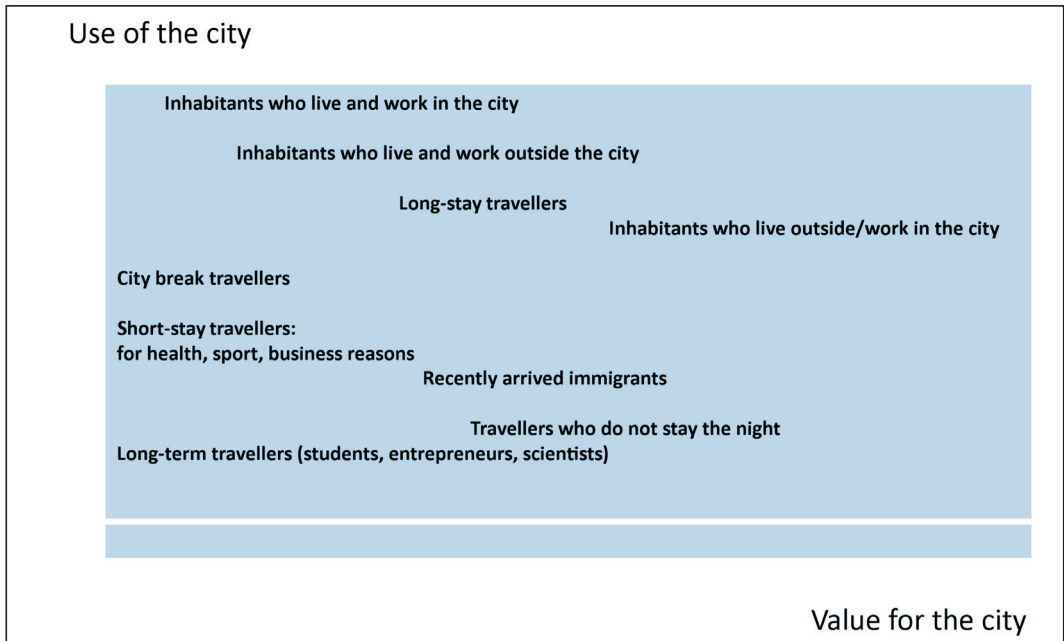 Use of the city
Inhabitants who live and work in the city
Inhabitants who live and work outside the city
Long-stay travellers
Inhabitants who live outside/work in the city
City break travellers
Short-stay travellers:
for health, sport, business reasons
Recently arrived immigrants
Travellers who do not stay the night
Long-term travellers (students, entrepreneurs, scientists)
Value for the city